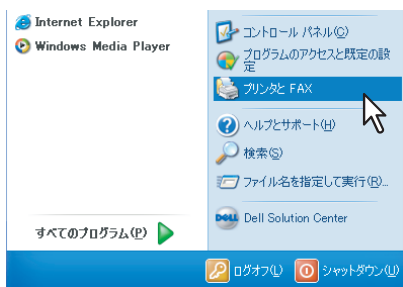 Internet Explorer
Windows Media Player
すべてのプログラム(P)
コントロール パネル(C)
プログラムのアクセスと既定の設
定
プリンタと FAX
ヘルプとサポート(H)
検索(S)
ファイル名を指定して実行(R)...
DELL Dell Solution Center
ログオフ(L) シャットダウン(U)